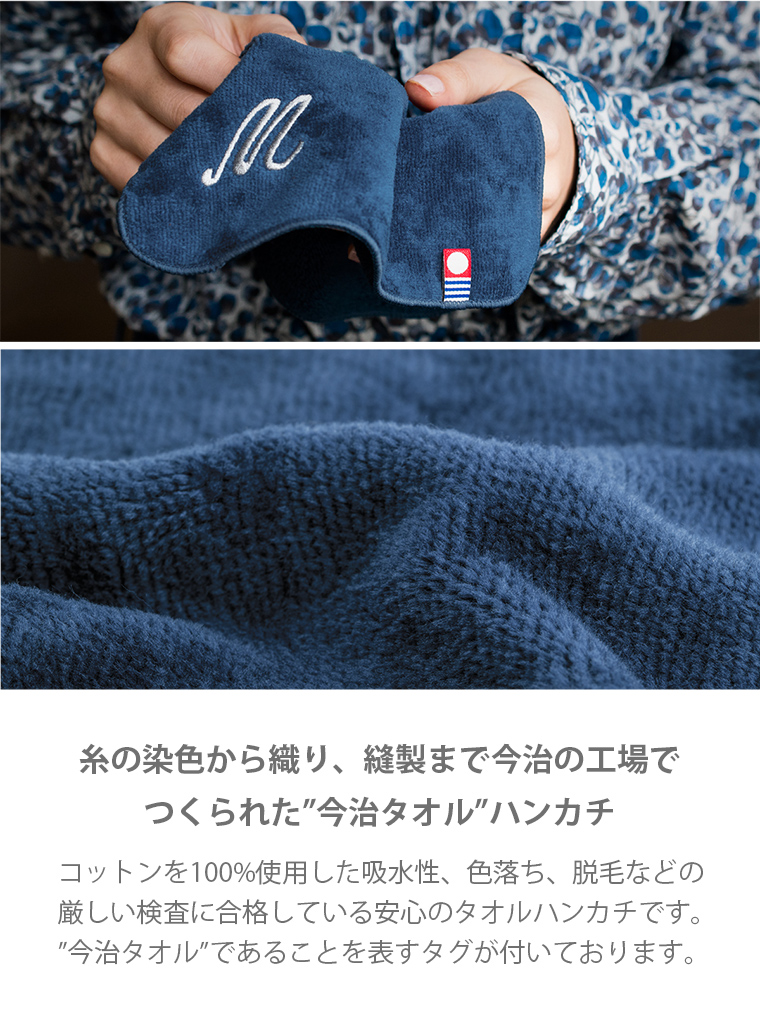 M
糸の染色から織り、縫製まで今治の工場で
つくられた”今治タオル”ハンカチ
コットンを100%使用した吸水性、色落ち、脱毛などの
厳しい検査に合格している安心のタオルハンカチです。
”今治タオル”であることを表すタグが付いております。